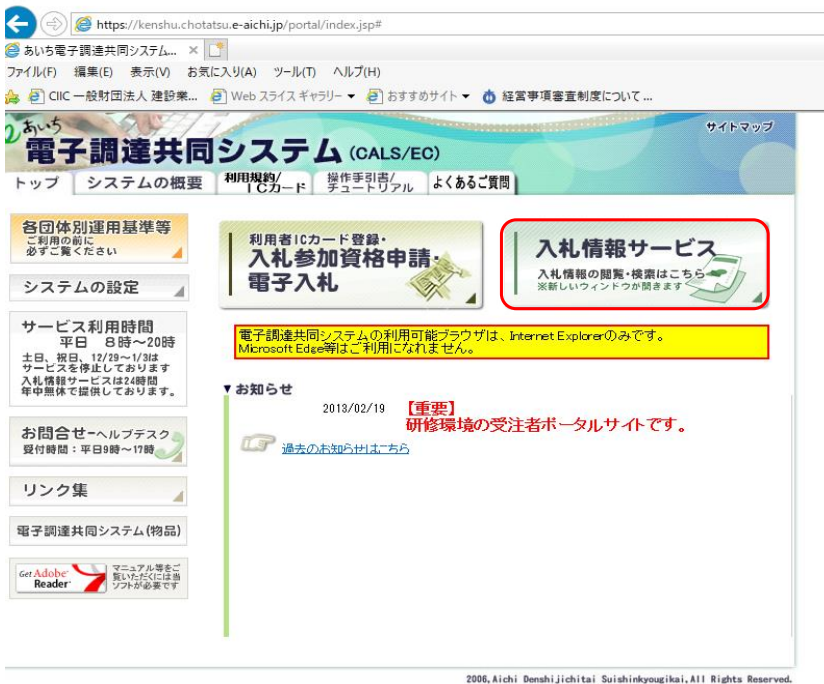 https://kenshu.chotatsu.e-aichi.jp/portal/index.jsp#
あいち電子調達共同システム... ×
ファイル(F) 編集(E) 表示(V) お気に入り(A) ツール(T) ヘルプ(H)
CIIC 一般財団法人 建設業... Web スライス ギャラリー ▼ おすすめサイト ▼ 経営事項審査制度について ...
あいち
電子調達共同システム (CALS/EC)
サイトマップ
トップ システムの概要 利用規約/ICカード 操作手引書/チュートリアル よくあるご質問
各団体別運用基準等
ご利用の前に
必ずご覧ください
システムの設定
サービス利用時間
平日 8時～20時
土日、祝日、12/29～1/3は
サービスを停止しております
入札情報サービスは24時間
年中無休で提供しております。
お問合せ-ヘルプデスク
受付時間：平日9時～17時
リンク集
電子調達共同システム(物品)
Get Adobe Reader
マニュアル等をご
覧いただくには当
ソフトが必要です
利用者ICカード登録・
入札参加資格申請・
電子入札
入札情報サービス
入札情報の閲覧・検索はこちら
※新しいウィンドウが開きます
電子調達共同システムの利用可能ブラウザは、Internet Explorerのみです。
Microsoft Edge等はご利用になれません。
▼お知らせ
2013/02/19 【重要】
研修環境の受注者ポータルサイトです。
過去のお知らせはこちら
2006,Aichi Denshijichitai Suishinkyougikai,All Rights Reserved.